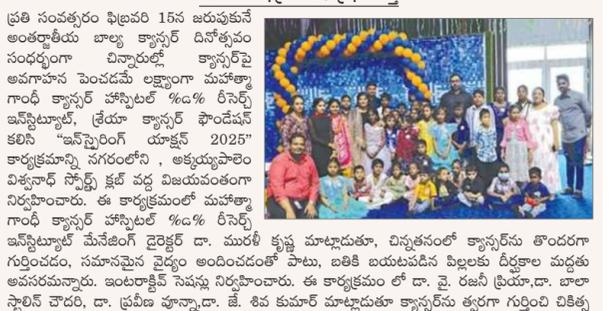 ప్రతి సంవత్సరం ఫిబ్రవరి 15న జరుపుకునే
అంతర్జాతీయ బాల్య క్యాన్సర్ దినోత్సవం
సందర్భంగా చిన్నారుల్లో క్యాన్సర్‌పై
అవగాహన పెంచడమే లక్ష్యంగా మహాత్మా
గాంధీ క్యాన్సర్ హాస్పిటల్ %డ% రీసెర్చ్
ఇన్‌స్టిట్యూట్, శ్రేయా క్యాన్సర్ ఫౌండేషన్
కలిసి “ఇన్‌స్పైరింగ్ యాక్షన్ 2025”
కార్యక్రమాన్ని నగరంలోని , అక్కయ్యపాలెం
విశ్వనాధ్ స్పోర్ట్స్ క్లబ్ వద్ద విజయవంతంగా
నిర్వహించారు. ఈ కార్యక్రమంలో మహాత్మా
గాంధీ క్యాన్సర్ హాస్పిటల్ %డ% రీసెర్చ్
ఇన్‌స్టిట్యూట్ మేనేజింగ్ డైరెక్టర్ డా. మురళీ కృష్ణ మాట్లాడుతూ, చిన్నతనంలో క్యాన్సర్‌ను తొందరగా
గుర్తించడం, సమానమైన వైద్యం అందించడంతో పాటు, బతికి బయటపడిన పిల్లలకు దీర్ఘకాల మద్దతు
అవసరమన్నారు. ఇంటరాక్టివ్ సెషన్లు నిర్వహించారు. ఈ కార్యక్రమం లో డా. వై. రజనీ ప్రియా,డా. బాలా
స్టాలిన్ చౌదరి, డా. ప్రవీణ వూన్నా,డా. జే. శివ కుమార్ మాట్లాడుతూ క్యాన్సర్‌ను త్వరగా గుర్తించి చికిత్స